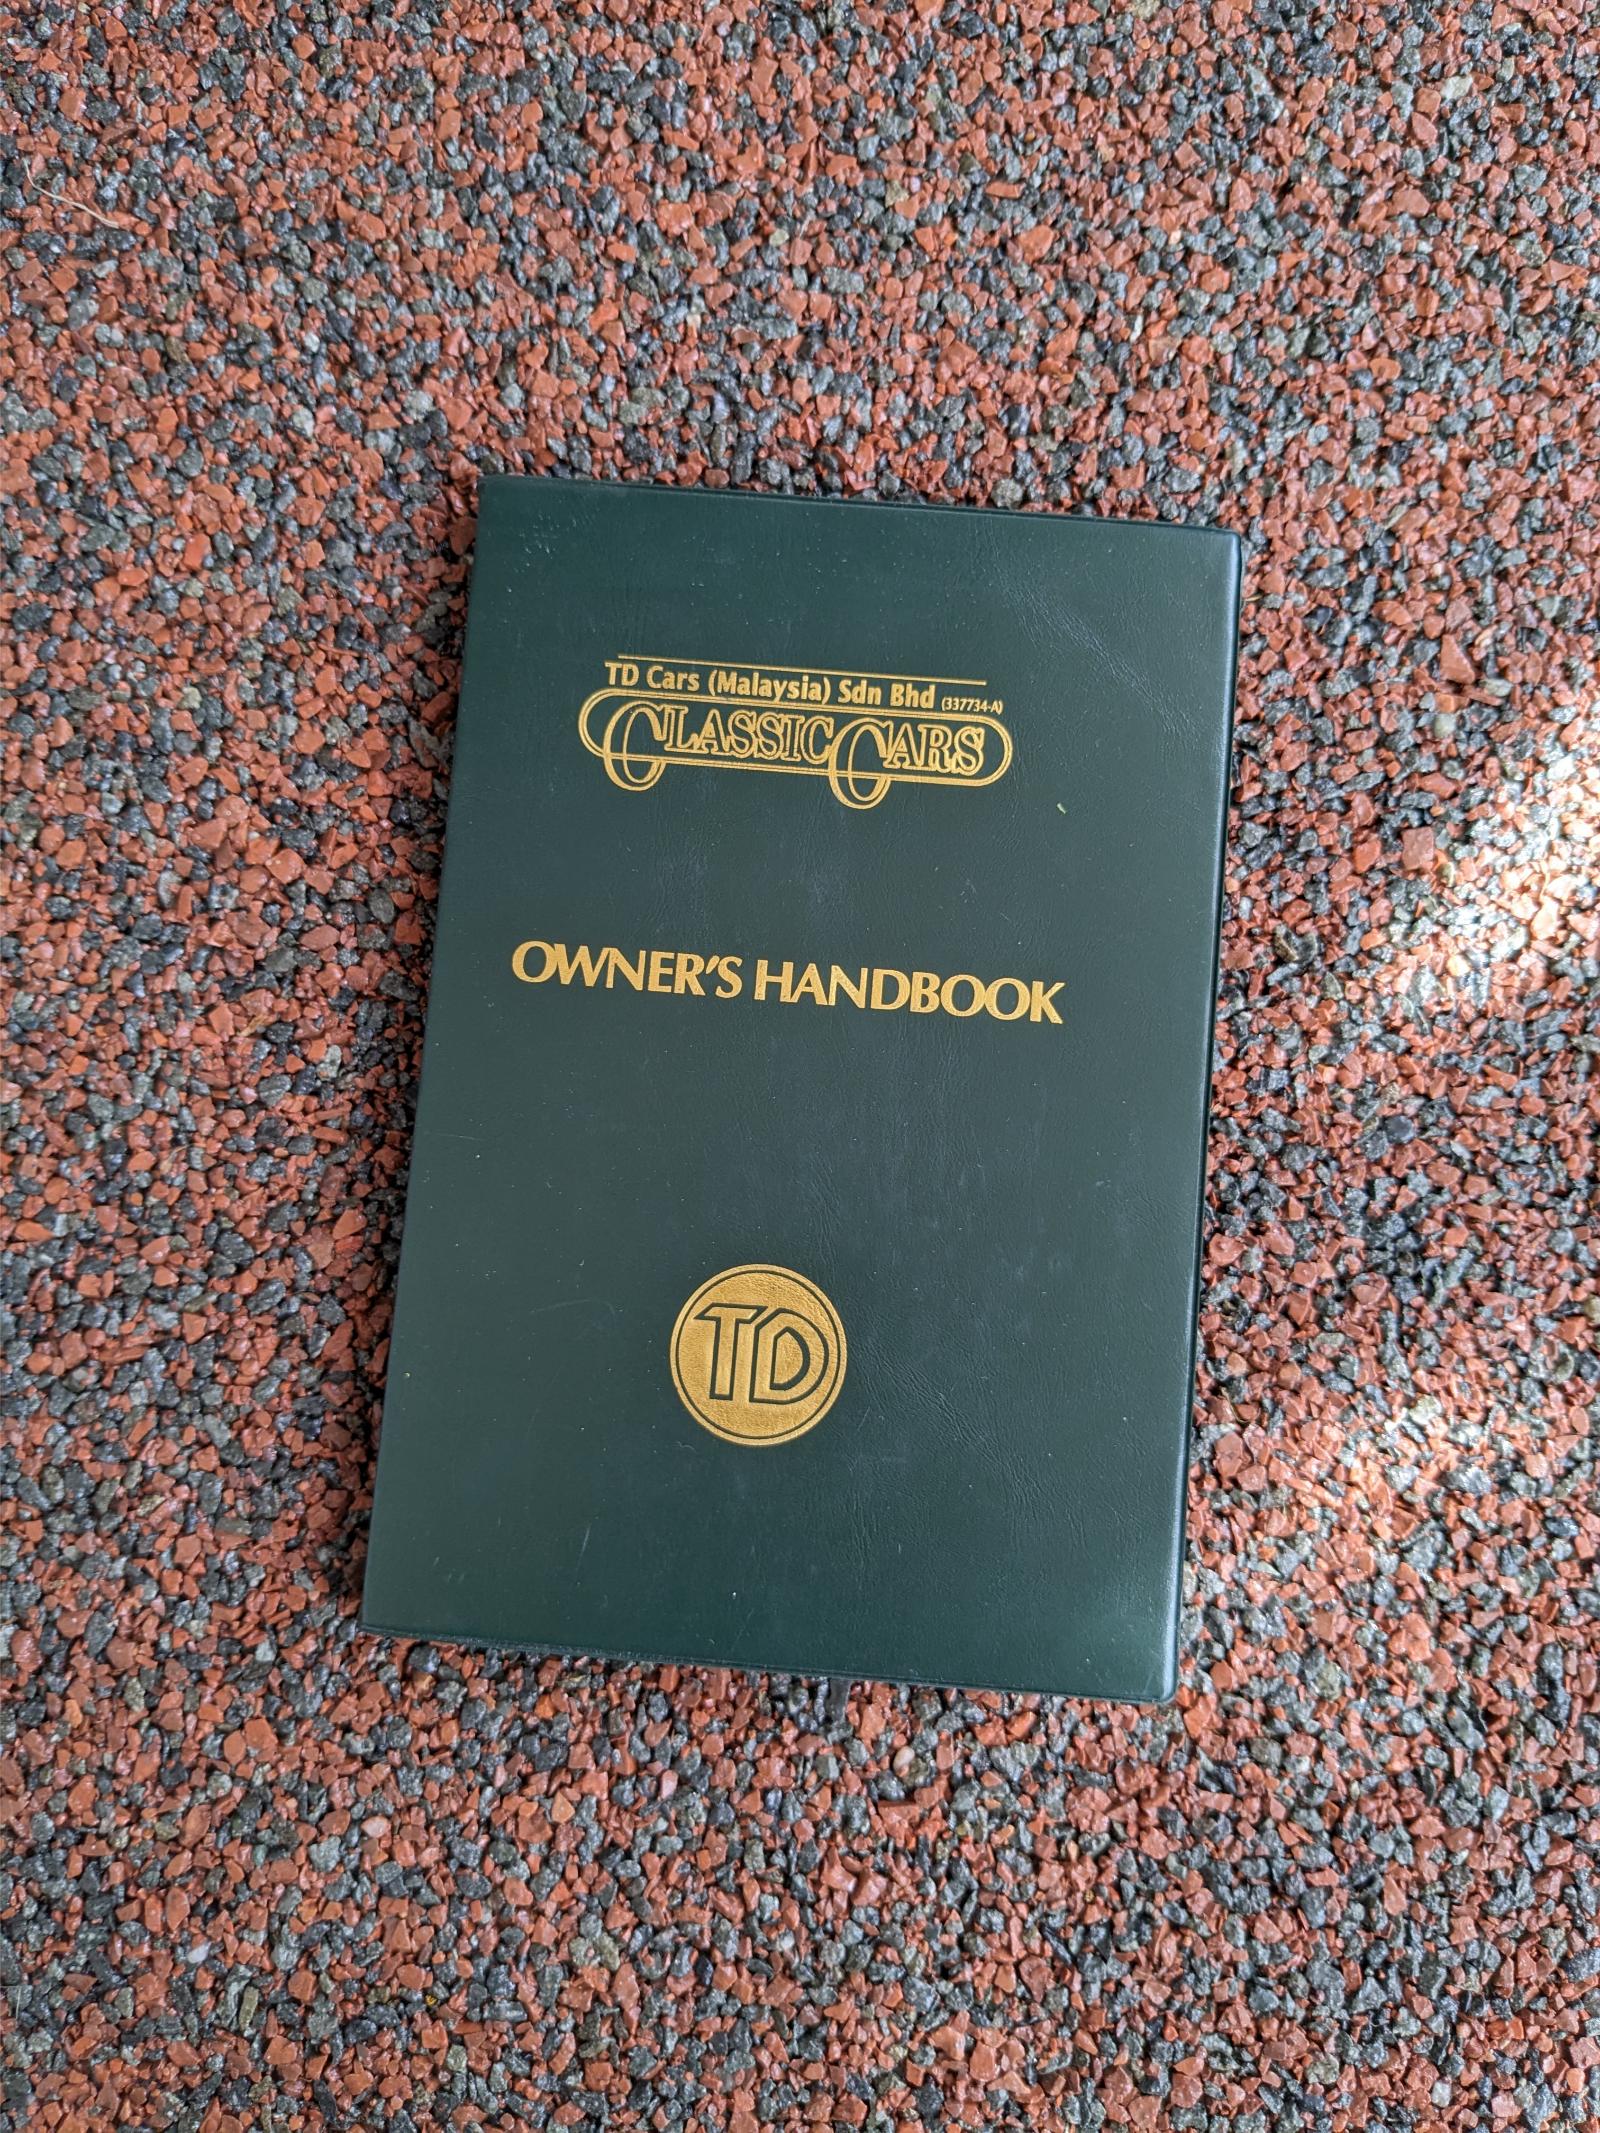 TD Cars (Malaysia) Sdn Bhd (337734-A)
CLASSIC CARS
OWNER'S HANDBOOK
TD